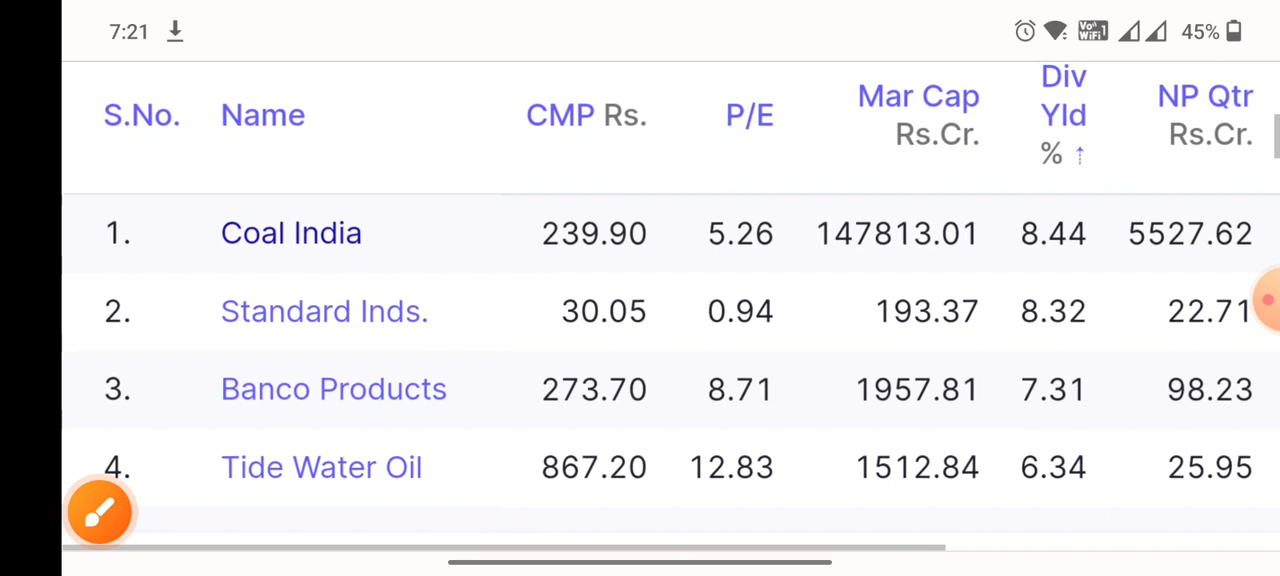 7:21 Vo WiFi 1 45%
S.No. Name CMP Rs. P/E Mar Cap Rs.Cr. Div Yld % ↑ NP Qtr Rs.Cr.
1. Coal India 239.90 5.26 147813.01 8.44 5527.62
2. Standard Inds. 30.05 0.94 193.37 8.32 22.71
3. Banco Products 273.70 8.71 1957.81 7.31 98.23
4. Tide Water Oil 867.20 12.83 1512.84 6.34 25.95